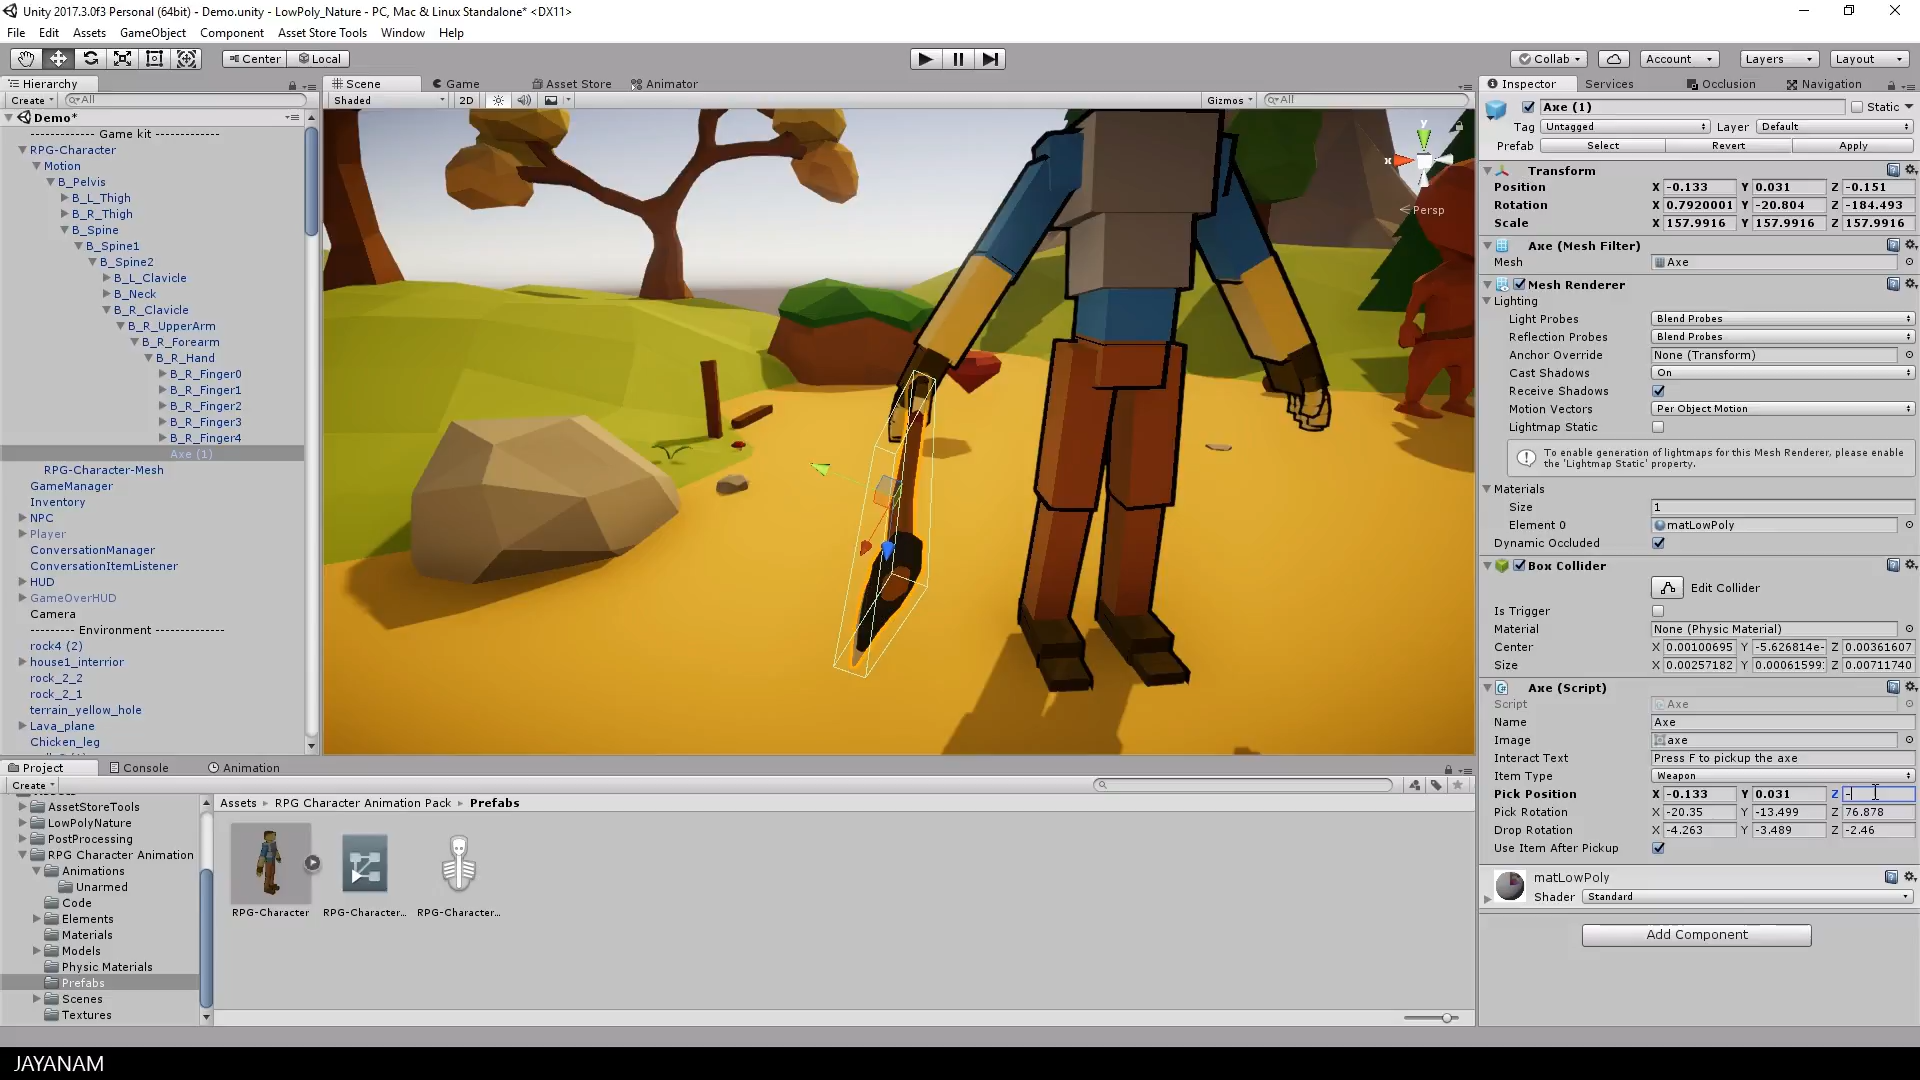 Unity 2017.3.0f3 Personal (64bit) - Demo.unity - LowPoly_Nature - PC, Mac & Linux Standalone* <DX11>
File Edit Assets GameObject Component Asset Store Tools Window Help
Center Local Collab Account Layers Layout
Hierarchy
Create All
Demo*
------------- Game kit -------------
RPG-Character
Motion
B_Pelvis
B_L_Thigh
B_R_Thigh
B_Spine
B_Spine1
B_Spine2
B_L_Clavicle
B_Neck
B_R_Clavicle
B_R_UpperArm
B_R_Forearm
B_R_Hand
B_R_Finger0
B_R_Finger1
B_R_Finger2
B_R_Finger3
B_R_Finger4
Axe (1)
RPG-Character-Mesh
GameManager
Inventory
NPC
Player
ConversationManager
ConversationItemListener
HUD
GameOverHUD
Camera
--------- Environment --------------
rock4 (2)
house1_interrior
rock_2_2
rock_2_1
terrain_yellow_hole
Lava_plane
Chicken_leg
Scene Game Asset Store Animator
Shaded 2D Gizmos All
y
x
Persp
Inspector Services Occlusion Navigation
Axe (1) Static
Tag Untagged Layer Default
Prefab Select Revert Apply
Transform
Position X -0.133 Y 0.031 Z -0.151
Rotation X 0.7920001 Y -20.804 Z -184.493
Scale X 157.9916 Y 157.9916 Z 157.9916
Axe (Mesh Filter)
Mesh Axe
Mesh Renderer
Lighting
Light Probes Blend Probes
Reflection Probes Blend Probes
Anchor Override None (Transform)
Cast Shadows On
Receive Shadows
Motion Vectors Per Object Motion
Lightmap Static
To enable generation of lightmaps for this Mesh Renderer, please enable
the 'Lightmap Static' property.
Materials
Size 1
Element 0 matLowPoly
Dynamic Occluded
Box Collider
Edit Collider
Is Trigger
Material None (Physic Material)
Center X 0.00100695 Y -5.626814e- Z 0.00361607
Size X 0.00257182 Y 0.00061599 Z 0.00711740
Axe (Script)
Script Axe
Name Axe
Image axe
Interact Text Press F to pickup the axe
Item Type Weapon
Pick Position X -0.133 Y 0.031 Z -
Pick Rotation X -20.35 Y -13.499 Z 76.878
Drop Rotation X -4.263 Y -3.489 Z -2.46
Use Item After Pickup
matLowPoly
Shader Standard
Add Component
Project Console Animation
Create
AssetStoreTools
LowPolyNature
PostProcessing
RPG Character Animation
Animations
Unarmed
Code
Elements
Materials
Models
Physic Materials
Prefabs
Scenes
Textures
Assets RPG Character Animation Pack Prefabs
RPG-Character RPG-Character... RPG-Character...
JAYANAM